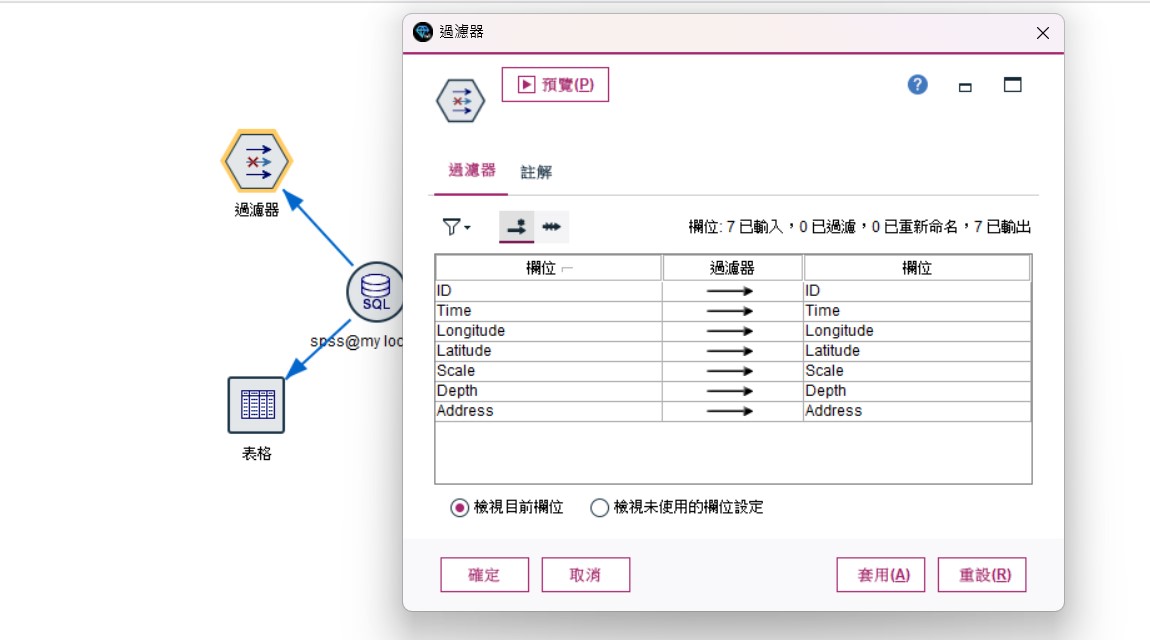 過濾器
預覽(P)
?
過濾器 註解
欄位: 7 已輸入，0 已過濾，0 已重新命名，7 已輸出
欄位 過濾器 欄位
ID ID
Time Time
Longitude Longitude
Latitude Latitude
Scale Scale
Depth Depth
Address Address
檢視目前欄位 檢視未使用的欄位設定
確定 取消 套用(A) 重設(R)
過濾器
SQL
spss@my loc
表格